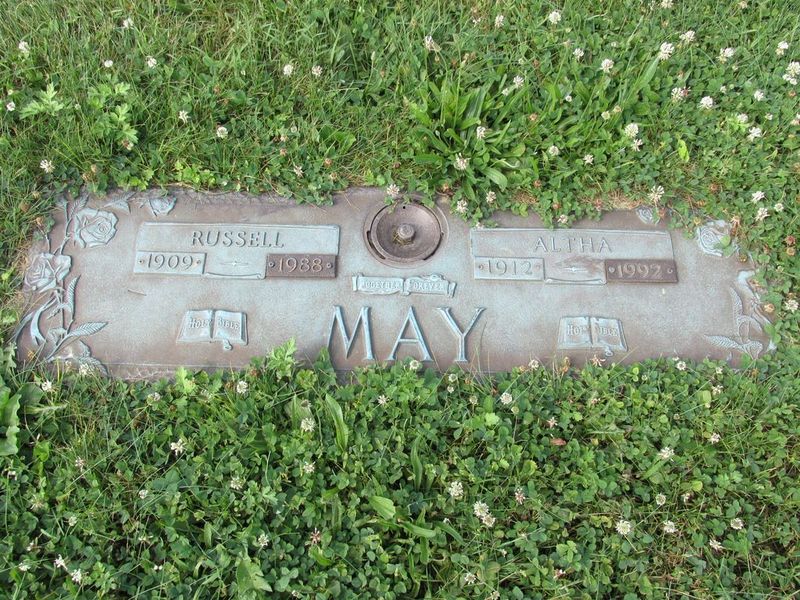 RUSSELL
1909 1988
ALTHA
1912 1992
TOGETHER FOREVER
HOLY BIBLE
MAY
HOLY BIBLE